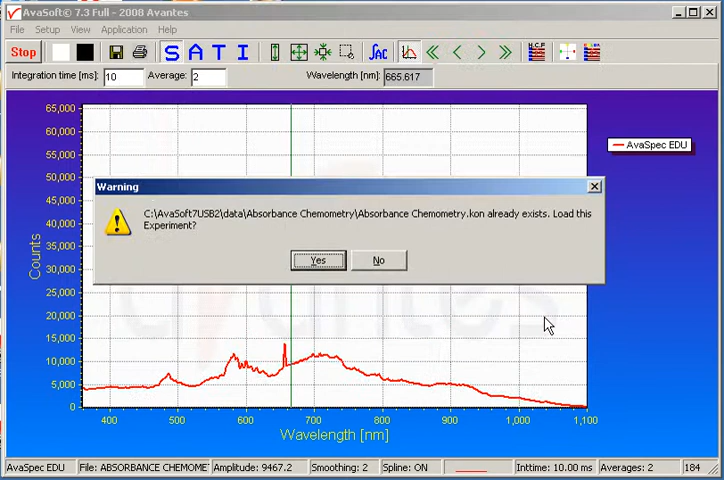 AvaSoft© 7.3 Full - 2008 Avantes
File Setup View Application Help
Stop S A T I
Integration time [ms]: 10 Average: 2 Wavelength [nm]: 665.617
65,000
60,000
55,000
50,000
45,000
40,000
35,000
30,000
25,000
20,000
15,000
10,000
5,000
0
Counts
AvaSpec EDU
Warning
C:\AvaSoft7USB2\data\Absorbance Chemometry\Absorbance Chemometry.kon already exists. Load this
Experiment?
Yes No
400 500 600 700 800 900 1,000 1,100
Wavelength [nm]
AvaSpec EDU File: ABSORBANCE CHEMOME Amplitude: 9467.2 Smoothing: 2 Spline: ON Inttime: 10.00 ms Averages: 2 184